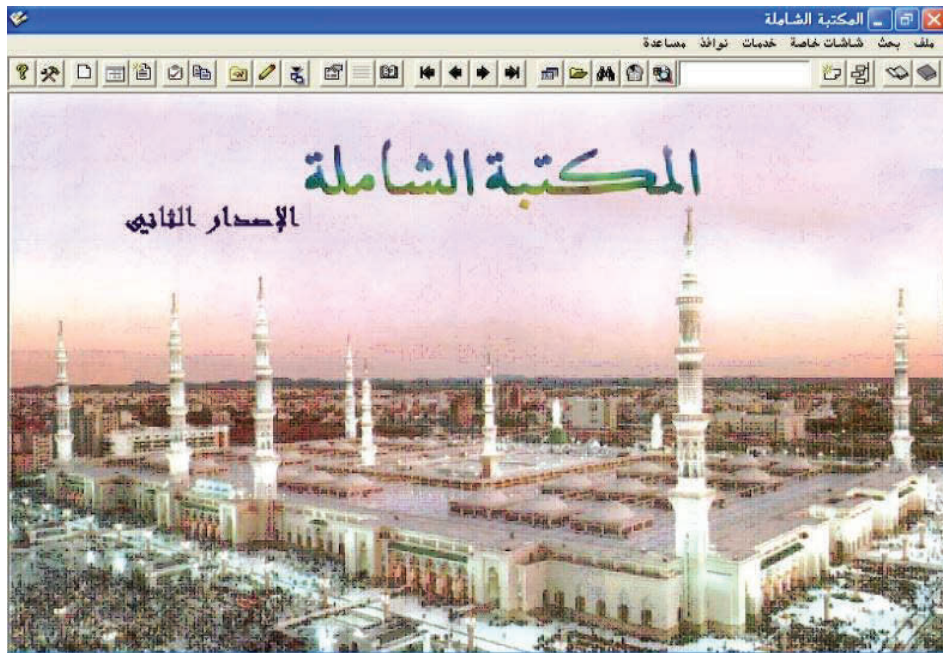 المكتبة الشاملة
ملف بحث شاشات خاصة خدمات نوافذ مساعدة
المكتبة الشاملة
الإصدار الثاني